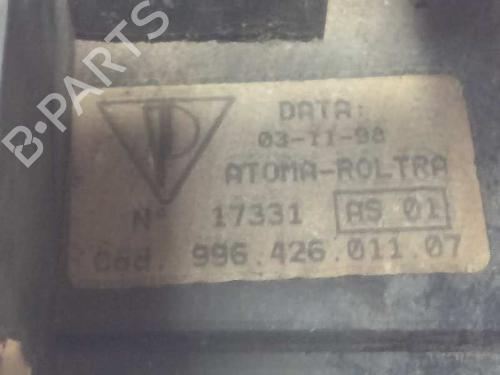 B-PARTS
DATA:
03-11-98
ATOMA-ROLTRA
N° 17331 AS 01
Cod. 996.426.011.07